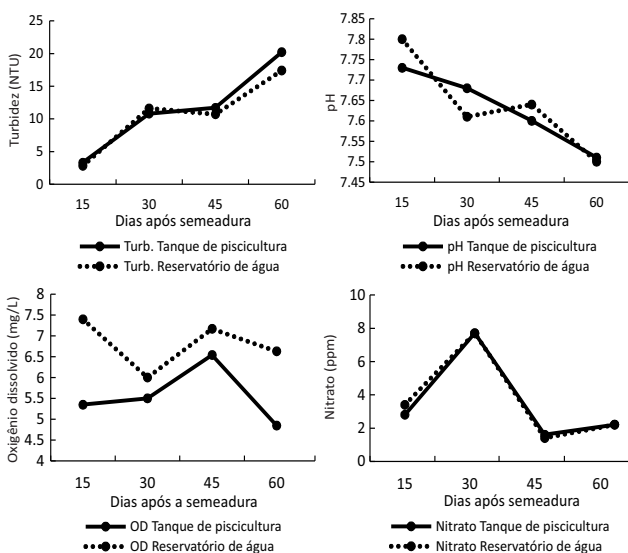 Turbidez (NTU)
25
20
15
10
5
0
15 30 45 60
Dias após semeadura
Turb. Tanque de piscicultura
Turb. Reservatório de água
pH
7.85
7.8
7.75
7.7
7.65
7.6
7.55
7.5
7.45
15 30 45 60
Dias após semeadura
pH Tanque de piscicultura
pH Reservatório de água
Oxigênio dissolvido (mg/L)
8
7.5
7
6.5
6
5.5
5
4.5
4
15 30 45 60
Dias após a semeadura
OD Tanque de piscicultura
OD Reservatório de água
Nitrato (ppm)
10
8
6
4
2
0
15 30 45 60
Dias após semeadura
Nitrato Tanque de piscicultura
Nitrato Reservatório de água